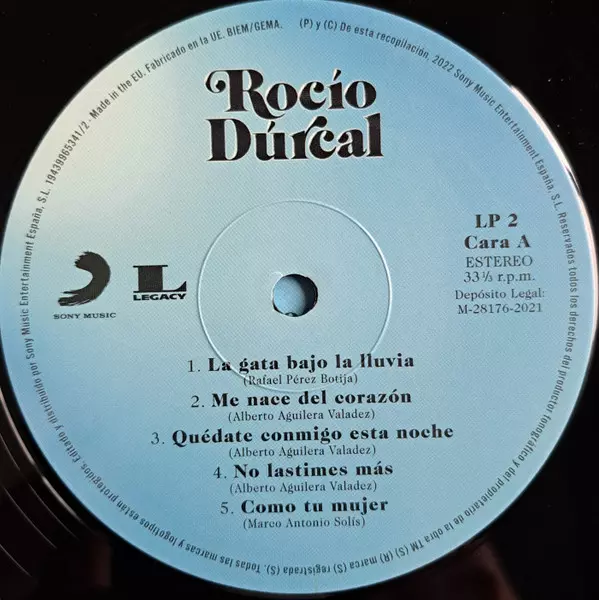 Rocío
Dúrcal
LP 2
Cara A
ESTEREO
33⅓ r.p.m.
Depósito Legal:
M-28176-2021
SONY MUSIC
L
LEGACY
1. La gata bajo la lluvia
(Rafael Pérez Botija)
2. Me nace del corazón
(Alberto Aguilera Valadez)
3. Quédate conmigo esta noche
(Alberto Aguilera Valadez)
4. No lastimes más
(Alberto Aguilera Valadez)
5. Como tu mujer
(Marco Antonio Solís)
(P) y (C) De esta recopilación, 2022 Sony Music Entertainment España, S.L. Reservados todos los derechos del productor fonográfico y del propietario de la obra TM (S) marca (S) registrada (S). Todas las marcas y logotipos están protegidos. Editado y distribuido por Sony Music Entertainment España, S.L. 19439965341/2 - Made in the EU. Fabricado en la UE. BIEM/GEMA.